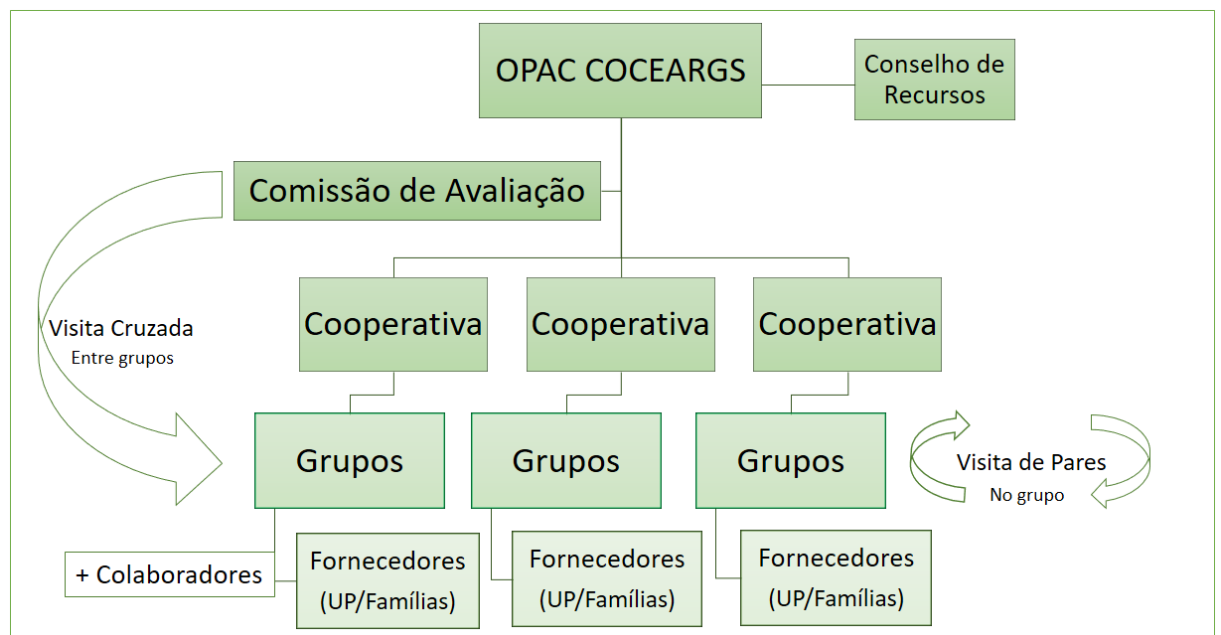 OPAC COCEARGS
Conselho de
Recursos
Comissão de Avaliação
Visita Cruzada
Entre grupos
Cooperativa
Cooperativa
Cooperativa
Grupos
Grupos
Grupos
Visita de Pares
No grupo
+ Colaboradores
Fornecedores
(UP/Famílias)
Fornecedores
(UP/Famílias)
Fornecedores
(UP/Famílias)